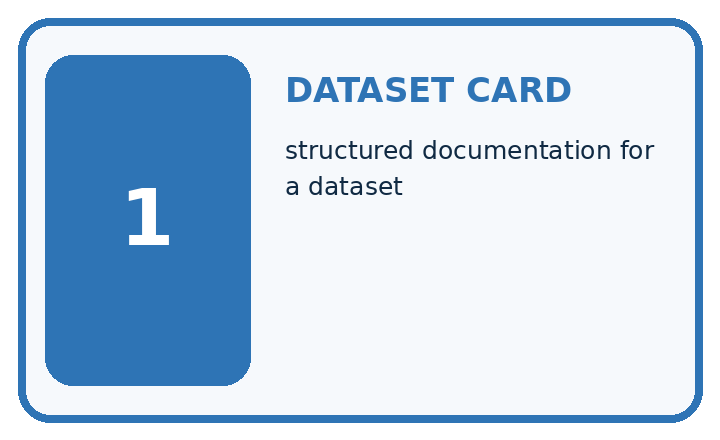 1
DATASET CARD
structured documentation for
a dataset